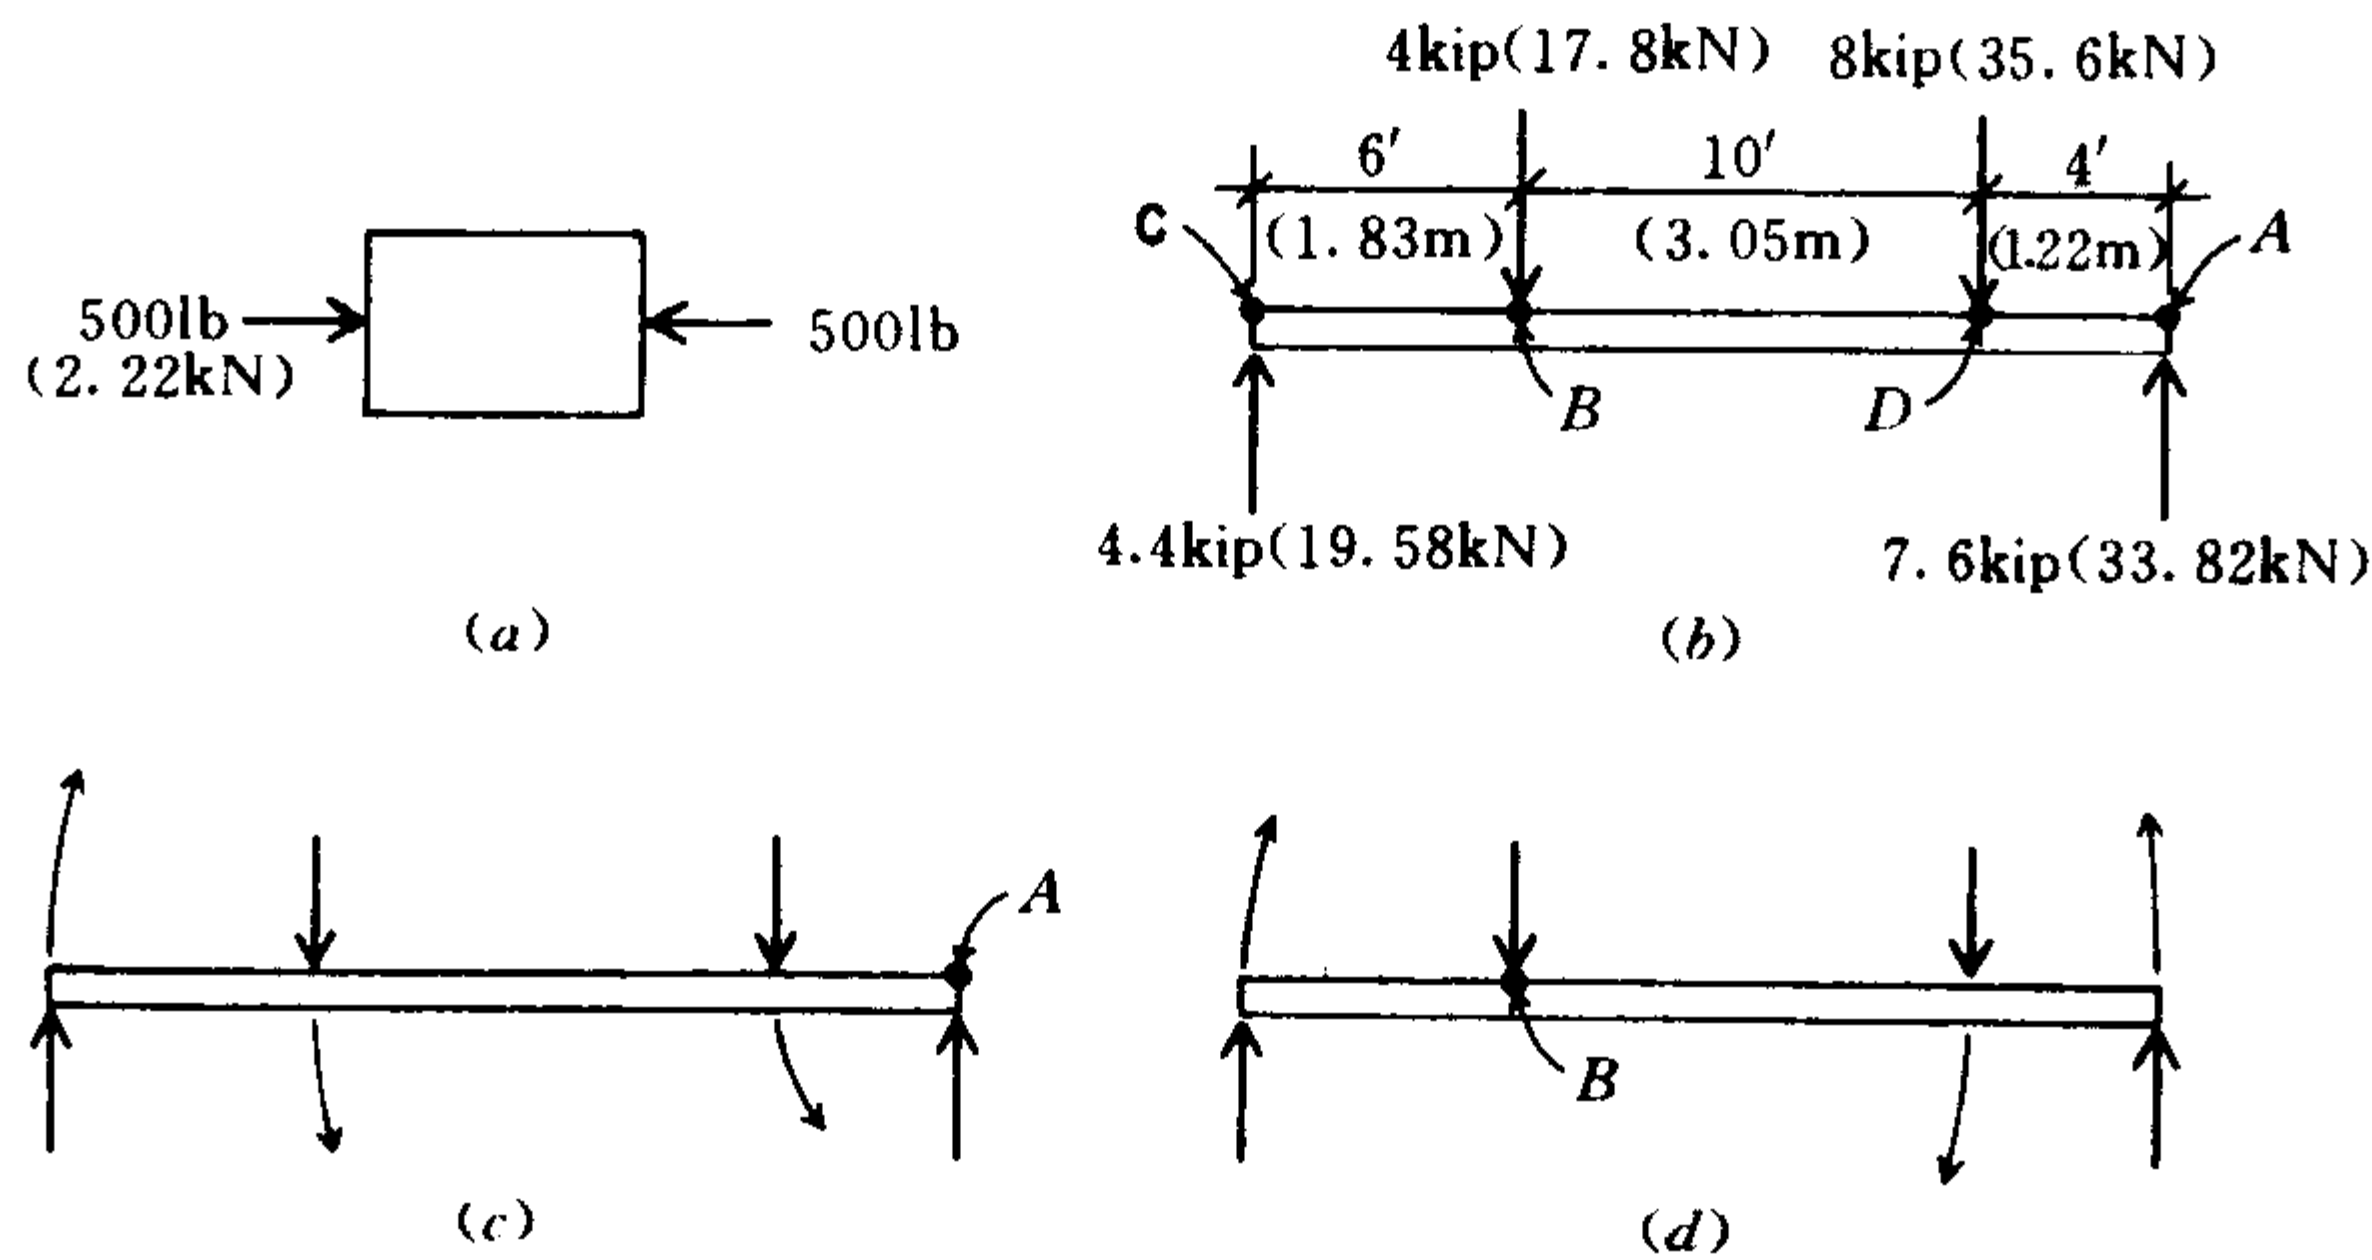 500lb
(2. 22kN)
500lb
(a)
4kip(17. 8kN)
8kip(35. 6kN)
6′
10′
4′
C
(1. 83m)
(3. 05m)
(1.22m)
A
B
D
4.4kip(19. 58kN)
7. 6kip(33. 82kN)
(b)
A
(c)
B
(d)